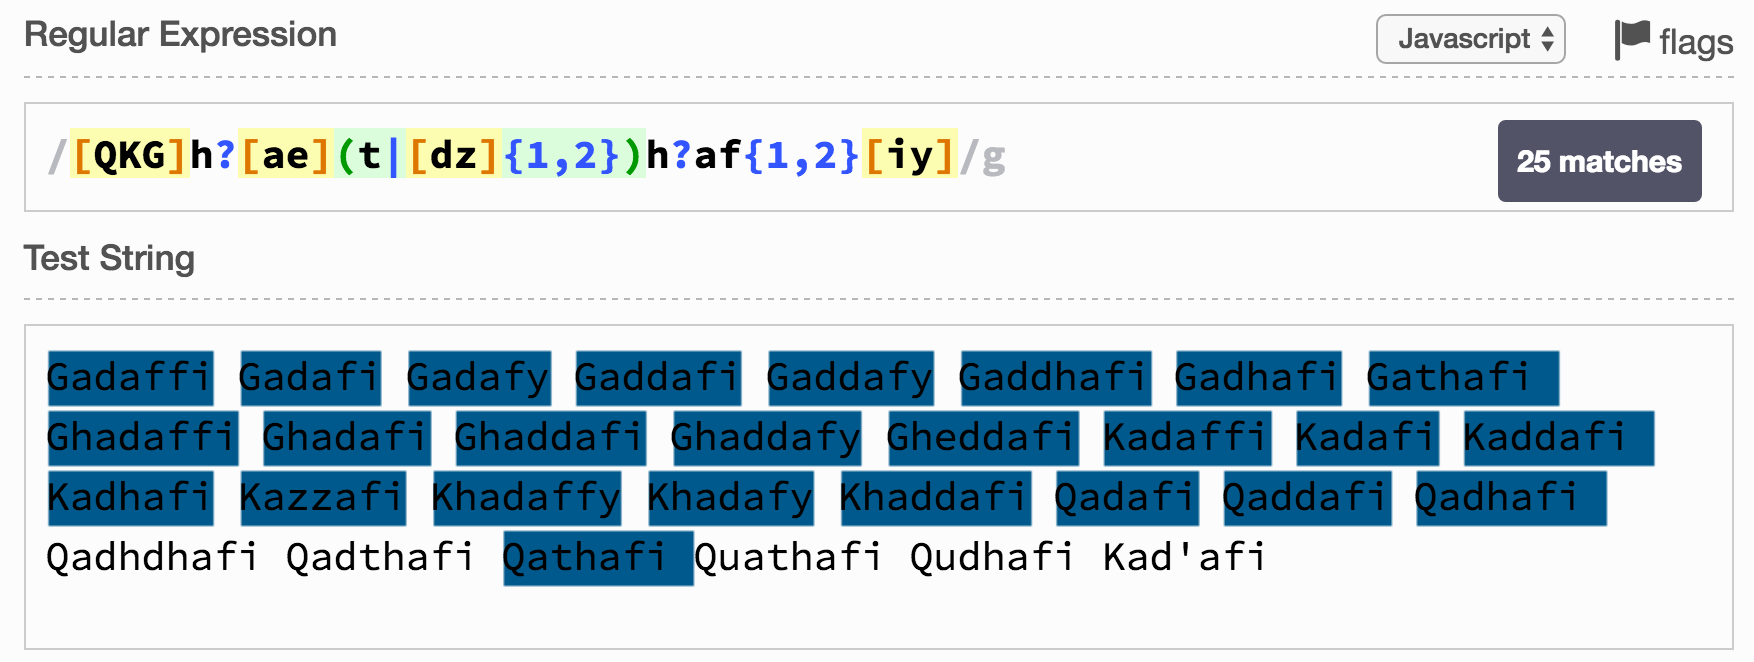 Regular Expression Javascript flags
/[QKG]h?[ae](t|[dz]{1,2})h?af{1,2}[iy]/g 25 matches
Test String
Gadaffi Gadafi Gadafy Gaddafi Gaddafy Gaddhafi Gadhafi Gathafi
Ghadaffi Ghadafi Ghaddafi Ghaddafy Gheddafi Kadaffi Kadafi Kaddafi
Kadhafi Kazzafi Khadaffy Khadafy Khaddafi Qadafi Qaddafi Qadhafi
Qadhdhafi Qadthafi Qathafi Quathafi Qudhafi Kad'afi